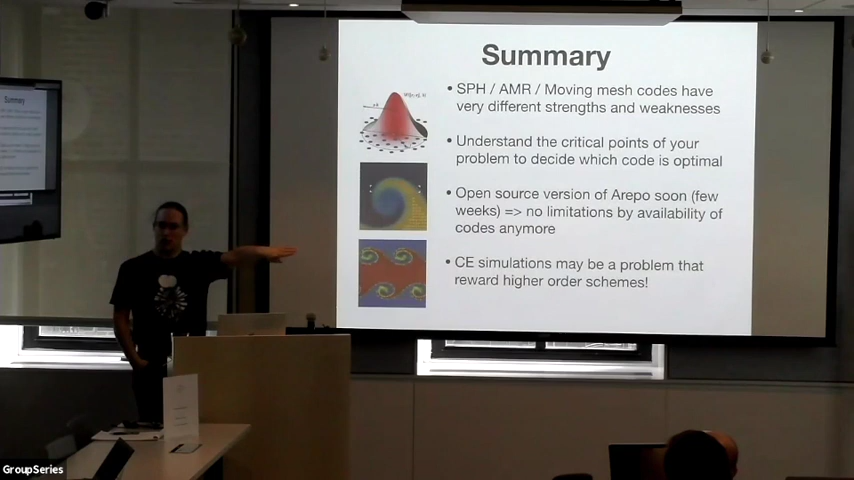 Summary
• SPH / AMR / Moving mesh codes have
very different strengths and weaknesses
• Understand the critical points of your
problem to decide which code is optimal
• Open source version of Arepo soon (few
weeks) => no limitations by availability of
codes anymore
• CE simulations may be a problem that
reward higher order schemes!
Summary
GroupSeries